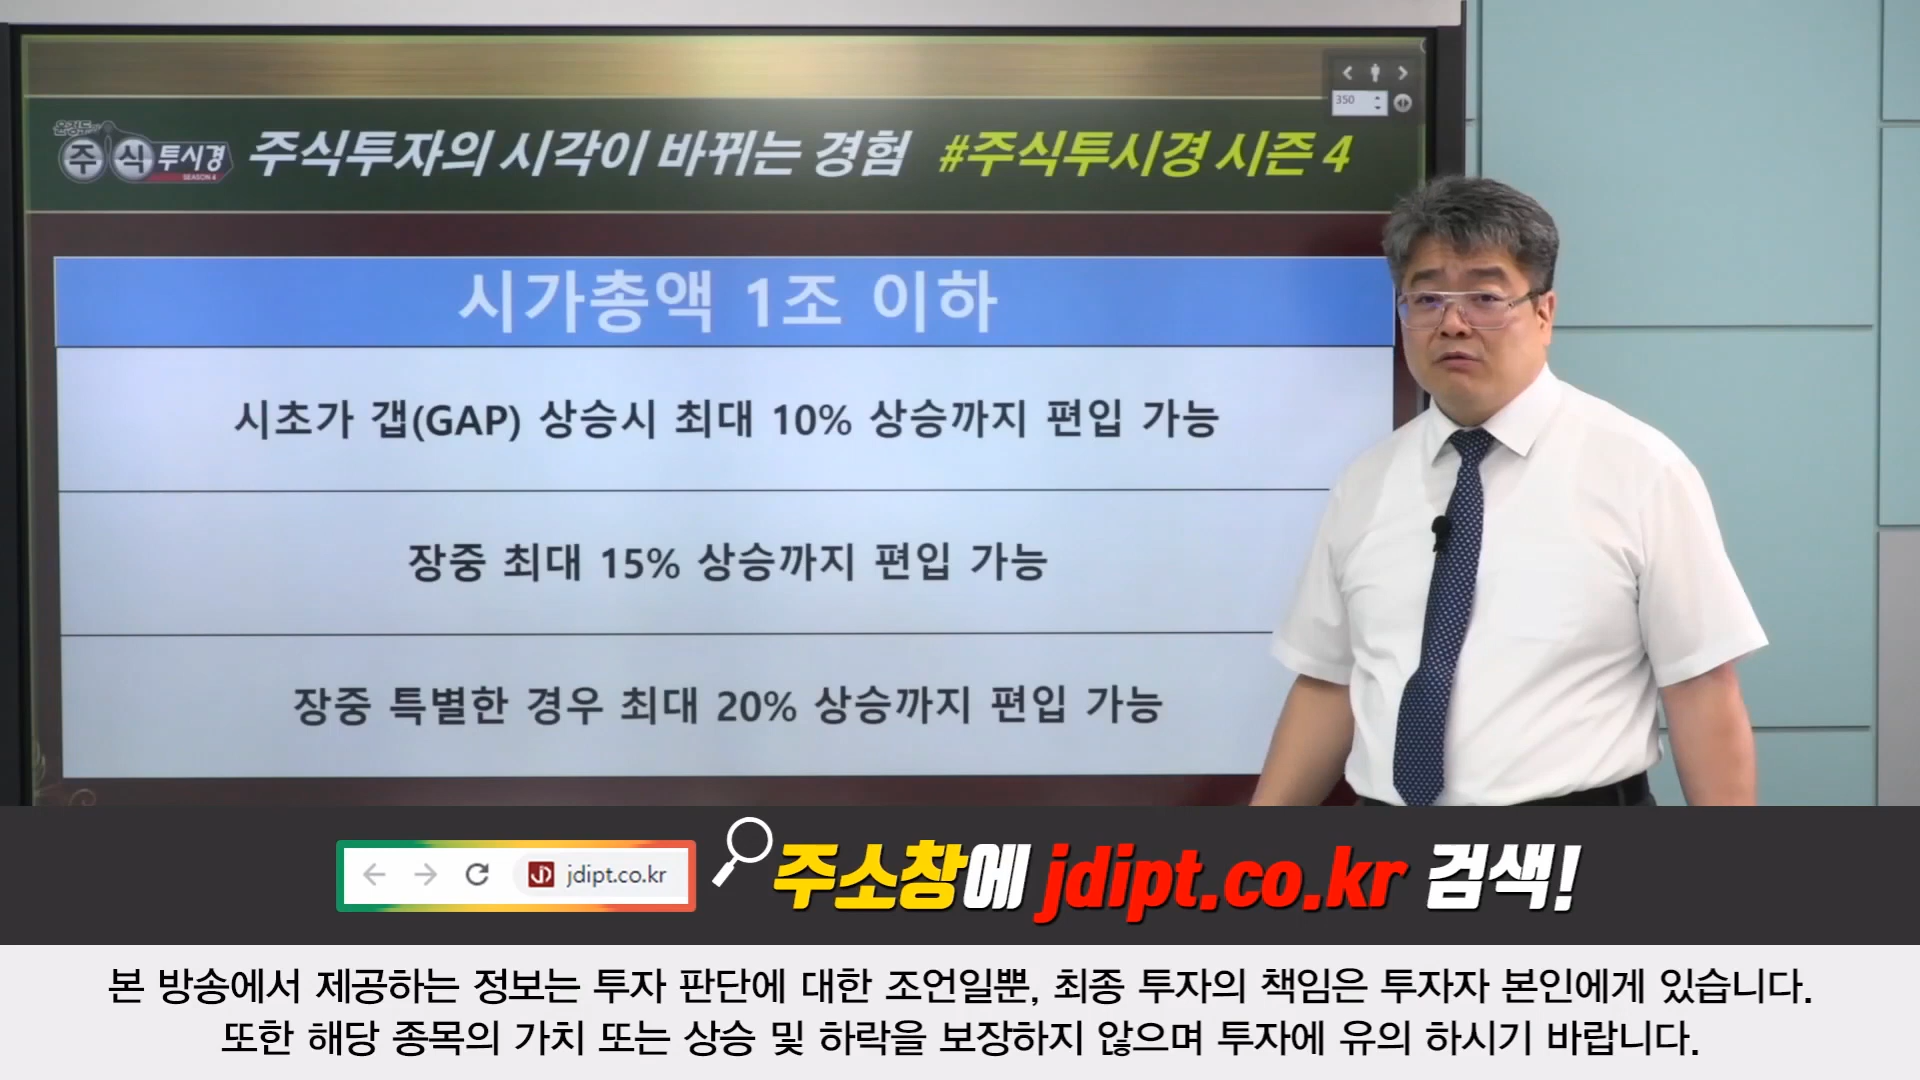 350
윤정두의
주식투시경
SEASON 4
주식투자의 시각이 바뀌는 경험 #주식투시경 시즌 4
시가총액 1조 이하
시초가 갭(GAP) 상승시 최대 10% 상승까지 편입 가능
장중 최대 15% 상승까지 편입 가능
장중 특별한 경우 최대 20% 상승까지 편입 가능
JD jdipt.co.kr
주소창에 jdipt.co.kr 검색!
본 방송에서 제공하는 정보는 투자 판단에 대한 조언일뿐, 최종 투자의 책임은 투자자 본인에게 있습니다.
또한 해당 종목의 가치 또는 상승 및 하락을 보장하지 않으며 투자에 유의 하시기 바랍니다.